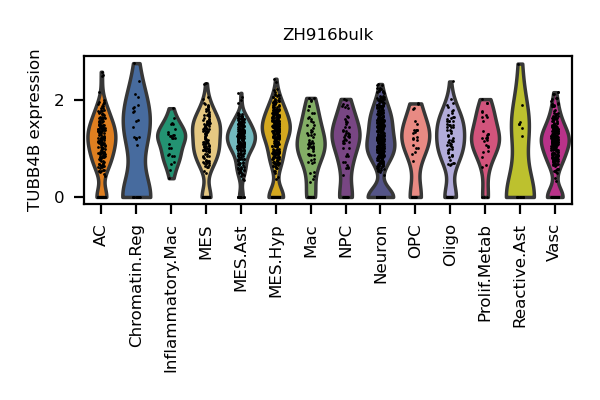 ZH916bulk
TUBB4B expression
2
0
AC
Chromatin.Reg
Inflammatory.Mac
MES
MES.Ast
MES.Hyp
Mac
NPC
Neuron
OPC
Oligo
Prolif.Metab
Reactive.Ast
Vasc